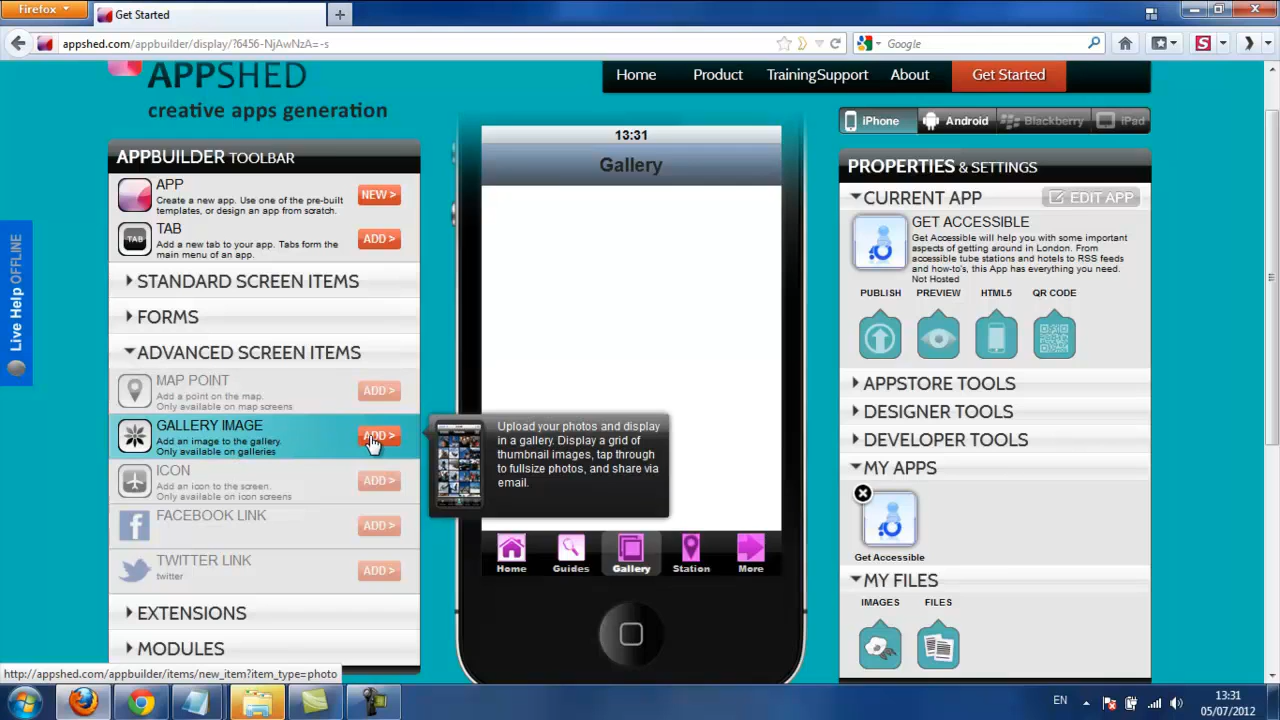 Firefox
Get Started
appshed.com/appbuilder/display/?6456-NjAwNzA=-s
Google
APPSHED
creative apps generation
Home
Product
TrainingSupport
About
Get Started
iPhone
Android
Blackberry
iPad
APPBUILDER TOOLBAR
APP
Create a new app. Use one of the pre-built
templates, or design an app from scratch.
NEW >
TAB
TAB
Add a new tab to your app. Tabs form the
main menu of an app.
ADD >
STANDARD SCREEN ITEMS
FORMS
ADVANCED SCREEN ITEMS
MAP POINT
Add a point on the map.
Only available on map screens
ADD >
GALLERY IMAGE
Add an image to the gallery.
Only available on galleries
ADD >
ICON
Add an icon to the screen.
Only available on icon screens
ADD >
FACEBOOK LINK
ADD >
TWITTER LINK
twitter
ADD >
EXTENSIONS
MODULES
Live Help OFFLINE
13:31
Gallery
Upload your photos and display
in a gallery. Display a grid of
thumbnail images, tap through
to fullsize photos, and share via
email.
Home
Guides
Gallery
Station
More
PROPERTIES & SETTINGS
CURRENT APP
EDIT APP
GET ACCESSIBLE
Get Accessible will help you with some important
aspects of getting around in London. From
accessible tube stations and hotels to RSS feeds
and how-to's, this App has everything you need.
Not Hosted
PUBLISH
PREVIEW
HTML5
QR CODE
APPSTORE TOOLS
DESIGNER TOOLS
DEVELOPER TOOLS
MY APPS
Get Accessible
MY FILES
IMAGES
FILES
http://appshed.com/appbuilder/items/new_item?item_type=photo
EN
13:31
05/07/2012